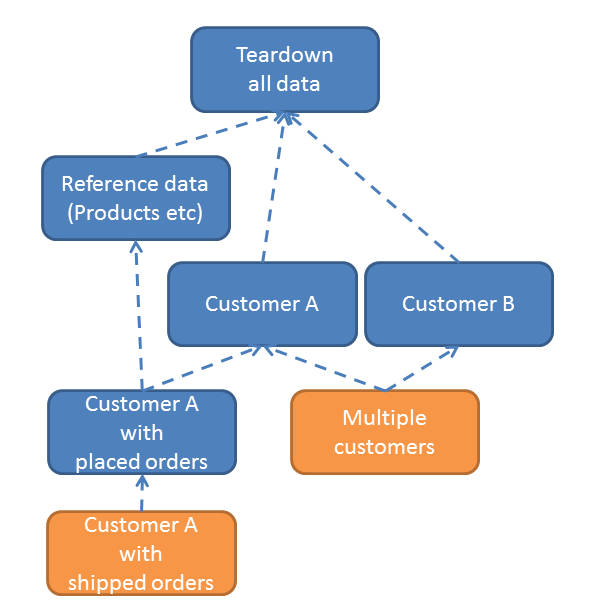 Teardown
all data
Reference data
(Products etc)
Customer A
Customer B
Customer A
with
placed orders
Multiple
customers
Customer A
with
shipped orders